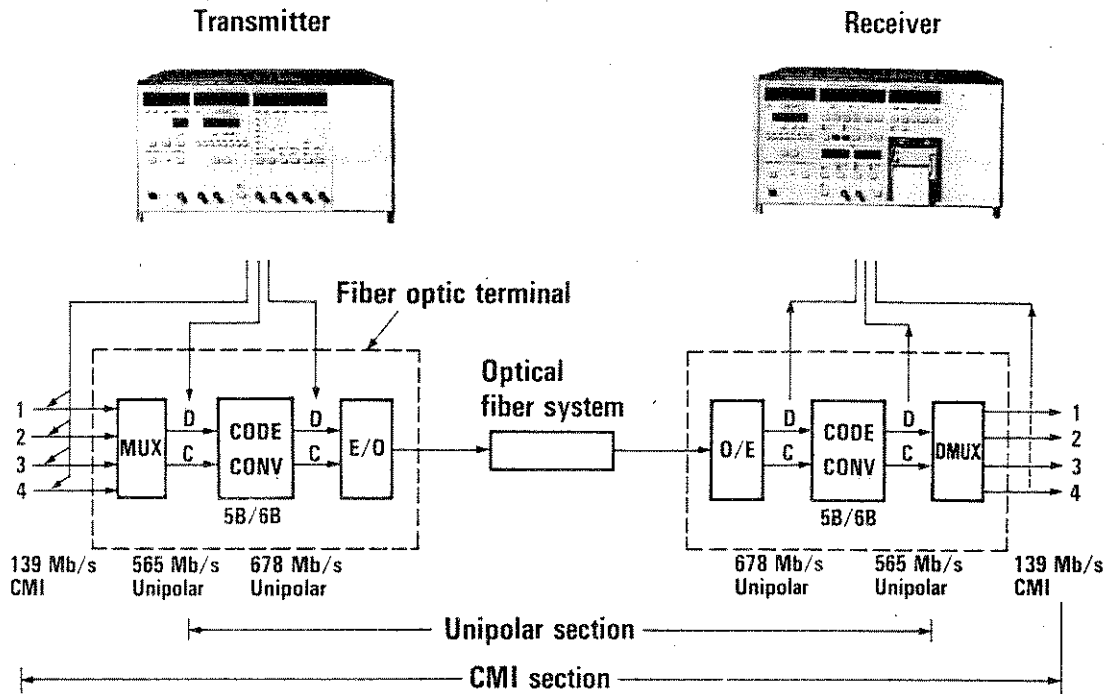 Transmitter
Receiver
Fiber optic terminal
Optical
fiber system
1
2
3
4
MUX
D
C
CODE
CONV
5B/6B
D
C
E/O
O/E
D
C
CODE
CONV
5B/6B
D
C
DMUX
1
2
3
4
139 Mb/s
CMI
565 Mb/s
Unipolar
678 Mb/s
Unipolar
678 Mb/s
Unipolar
565 Mb/s
Unipolar
139 Mb/s
CMI
Unipolar section
CMI section